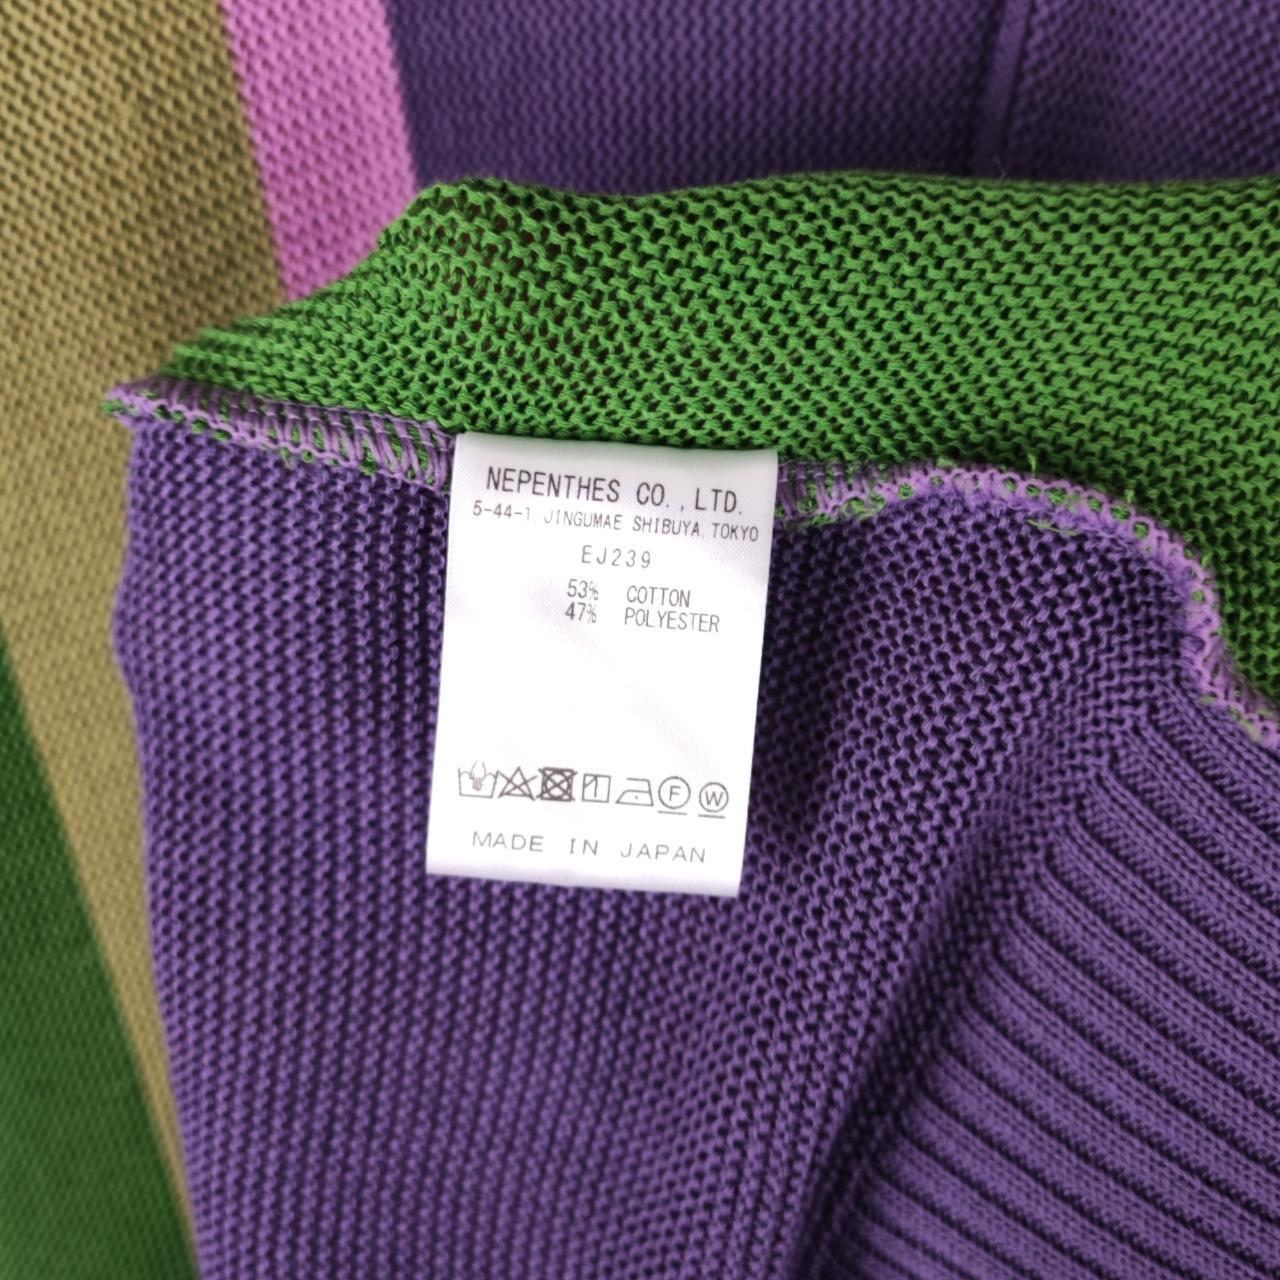 NEPENTHES CO.,LTD.
5-44-1 JINGUMAE SHIBUYA TOKYO
EJ239
53% COTTON
47% POLYESTER
F W
MADE IN JAPAN